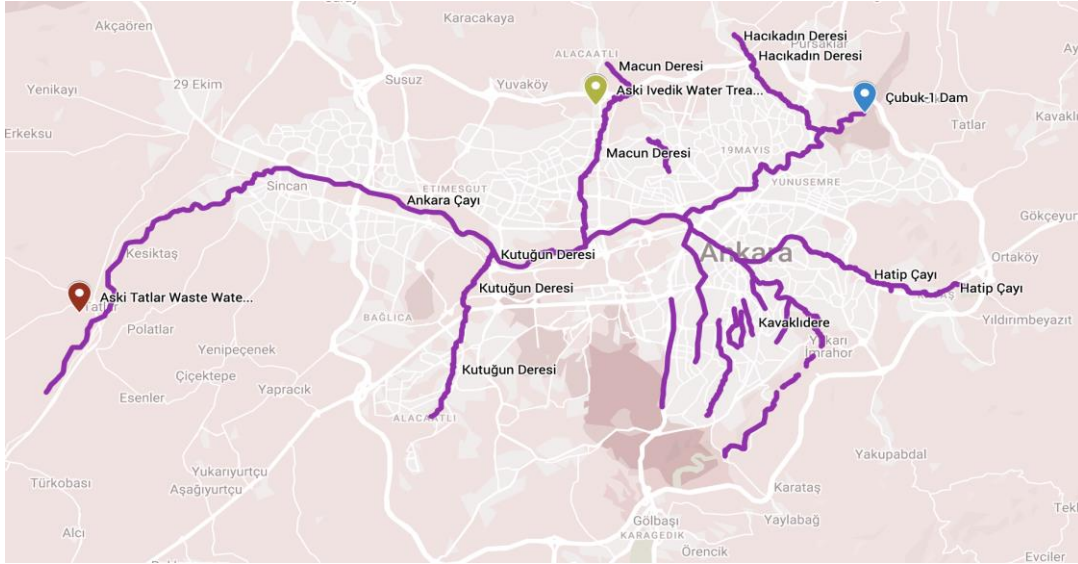 Karacakaya
Akçaören
Hacıkadın Deresi
Pursaklar
Hacıkadın Deresi
ALACAATLI
Macun Deresi
Susuz
29 Ekim
Yuvaköy
Yenikayı
Aski Ivedik Water Trea...
Çubuk-1 Dam
Tatlar
Erkeksu
Macun Deresi
19MAYIS
YUNUSEMRE
Sincan
ETIMESGUT
Ankara Çayı
Gökçeyur
Kesiktaş
Kutuğun Deresi
Ankara
Ortaköy
Hatip Çayı
Hatip Çayı
Kutuğun Deresi
Aski Tatlar Waste Wate...
Tatlar
Polatlar
BAĞLICA
Kavaklıdere
Yıldırımbeyazıt
Yukarı
İmrahor
Yenipeçenek
Çiçektepe
Kutuğun Deresi
Esenler
Yapracık
ALACAATLI
Yakupabdal
Yukarıyurtçu
Türkobası
Aşağıyurtçu
Karataş
Gölbaşı
Yaylabağ
KARAGEDIK
Alcı
Örencik
Evciler